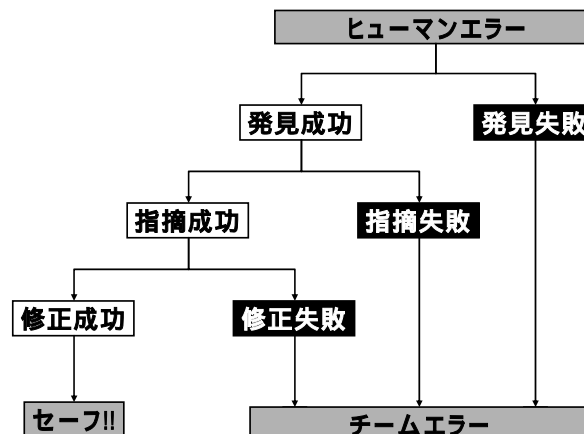 ヒューマンエラー
発見成功
発見失敗
指摘成功
指摘失敗
修正成功
修正失敗
セーフ!!
チームエラー